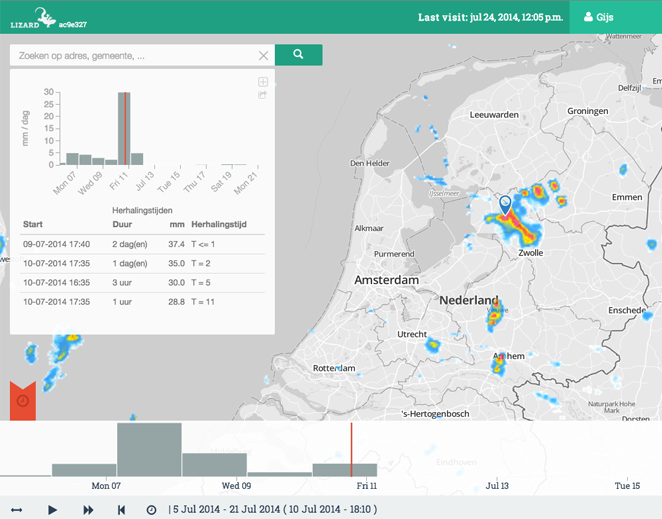 LIZARD ac9e327
Last visit: jul 24, 2014, 12:05 p.m.
Gijs
Zoeken op adres, gemeente, ...
mm / dag
30
25
20
15
10
5
0
Mon 07
Wed 09
Fri 11
Jul 13
Tue 15
Thu 17
Sat 19
Mon 21
Herhalingstijden
Start Duur mm Herhalingstijd
09-07-2014 17:40 2 dag(en) 37.4 T <= 1
10-07-2014 17:35 1 dag(en) 35.0 T = 2
10-07-2014 16:35 3 uur 30.0 T = 5
10-07-2014 17:35 1 uur 28.8 T = 11
Wattenmeer
Delfzijl
Groningen
Leeuwarden
Den Helder
IJsselmeer
Emmen
Alkmaar
Zwolle
Purmerend
Amsterdam
Nederland
Enschede
Utrecht
Arnhem
Rotterdam
Naturpark Hohe
Mark
's-Hertogenbosch
Dorsten
Eindhoven
Mon 07
Wed 09
Fri 11
Jul 13
Tue 15
| 5 Jul 2014 - 21 Jul 2014 ( 10 Jul 2014 - 18:10 )